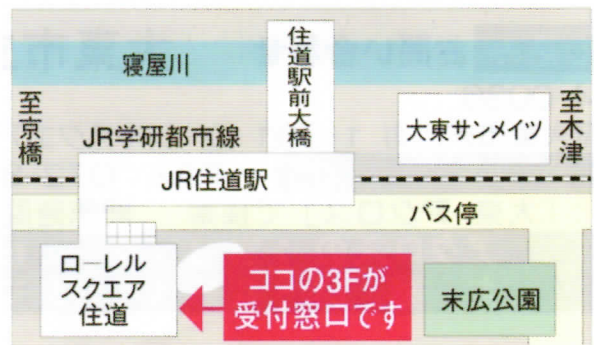 寝屋川
住道駅前大橋
至京橋
JR学研都市線
大東サンメイツ
至木津
JR住道駅
バス停
ローレル
スクエア
住道
ココの3Fが
受付窓口です
末広公園